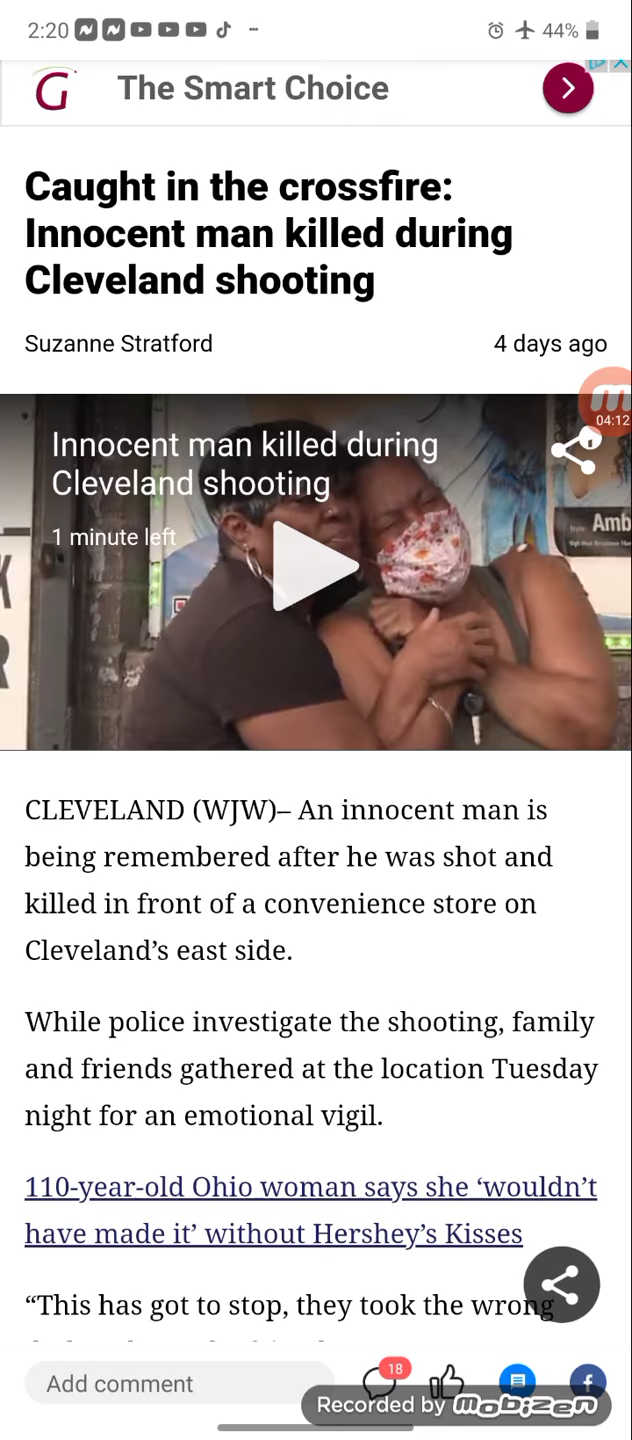 2:20
44%
G The Smart Choice
Caught in the crossfire:
Innocent man killed during
Cleveland shooting
Suzanne Stratford 4 days ago
04:12
Innocent man killed during
Cleveland shooting
1 minute left
Amb
K
R
CLEVELAND (WJW)– An innocent man is
being remembered after he was shot and
killed in front of a convenience store on
Cleveland’s east side.
While police investigate the shooting, family
and friends gathered at the location Tuesday
night for an emotional vigil.
110-year-old Ohio woman says she ‘wouldn’t
have made it’ without Hershey’s Kisses
“This has got to stop, they took the wrong
Add comment
18
Recorded by mobizen